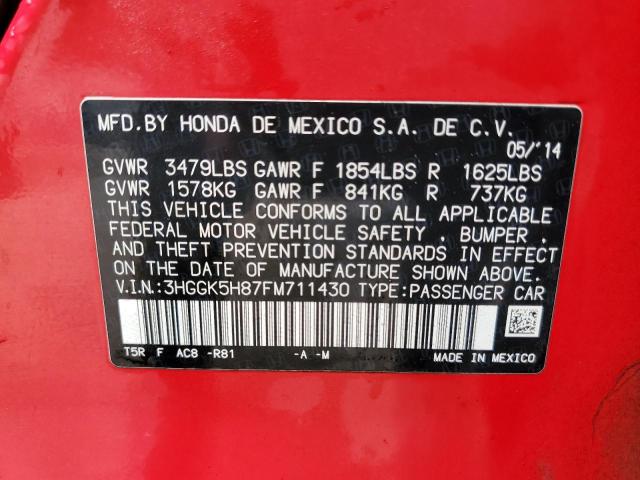 MFD.BY HONDA DE MEXICO S.A. DE C.V.
05/'14
GVWR 3479LBS GAWR F 1854LBS R 1625LBS
GVWR 1578KG GAWR F 841KG R 737KG
THIS VEHICLE CONFORMS TO ALL APPLICABLE
FEDERAL MOTOR VEHICLE SAFETY , BUMPER ,
AND THEFT PREVENTION STANDARDS IN EFFECT
ON THE DATE OF MANUFACTURE SHOWN ABOVE.
V.I.N.:3HGGK5H87FM711430 TYPE:PASSENGER CAR
T5R F AC8 -R81 -A -M MADE IN MEXICO